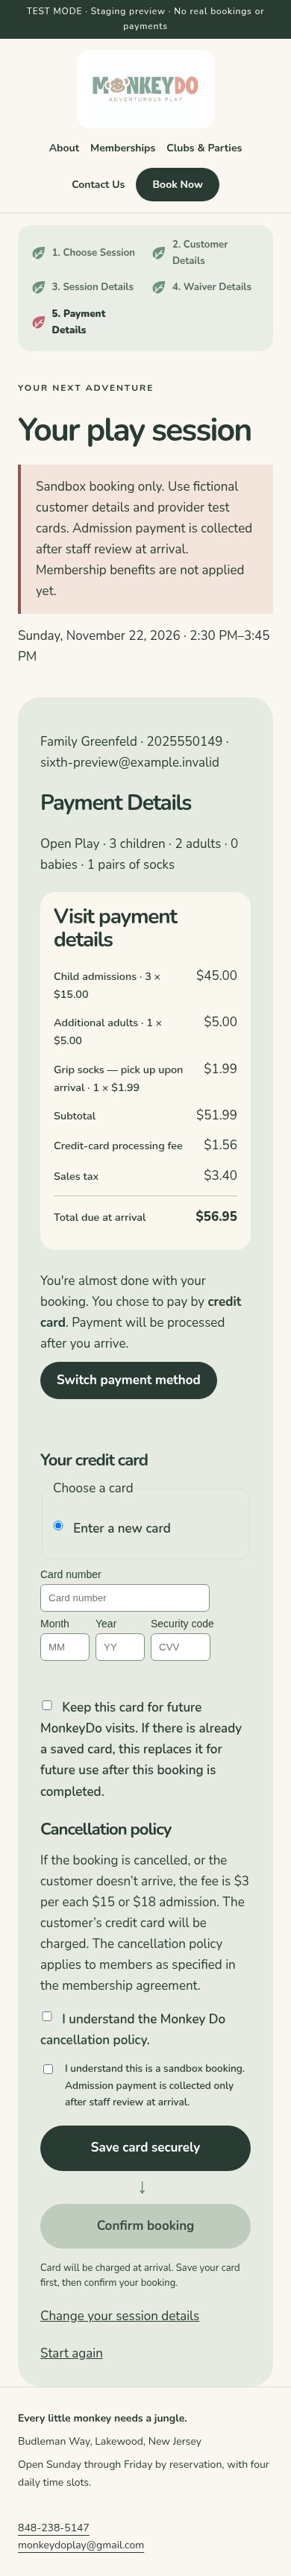 TEST MODE · Staging preview · No real bookings or
payments
MONKEYDO
ADVENTUROUS PLAY
About Memberships Clubs & Parties
Contact Us Book Now
1. Choose Session
2. Customer
Details
3. Session Details
4. Waiver Details
5. Payment
Details
YOUR NEXT ADVENTURE
Your play session
Sandbox booking only. Use fictional
customer details and provider test
cards. Admission payment is collected
after staff review at arrival.
Membership benefits are not applied
yet.
Sunday, November 22, 2026 · 2:30 PM–3:45
PM
Family Greenfeld · 2025550149 ·
sixth-preview@example.invalid
Payment Details
Open Play · 3 children · 2 adults · 0
babies · 1 pairs of socks
Visit payment
details
Child admissions · 3 × $45.00
$15.00
Additional adults · 1 × $5.00
$5.00
Grip socks — pick up upon $1.99
arrival · 1 × $1.99
Subtotal $51.99
Credit-card processing fee $1.56
Sales tax $3.40
Total due at arrival $56.95
You're almost done with your
booking. You chose to pay by credit
card. Payment will be processed
after you arrive.
Switch payment method
Your credit card
Choose a card
Enter a new card
Card number
Card number
Month Year Security code
MM YY CVV
Keep this card for future
MonkeyDo visits. If there is already
a saved card, this replaces it for
future use after this booking is
completed.
Cancellation policy
If the booking is cancelled, or the
customer doesn’t arrive, the fee is $3
per each $15 or $18 admission. The
customer’s credit card will be
charged. The cancellation policy
applies to members as specified in
the membership agreement.
I understand the Monkey Do
cancellation policy.
I understand this is a sandbox booking.
Admission payment is collected only
after staff review at arrival.
Save card securely
↓
Confirm booking
Card will be charged at arrival. Save your card
first, then confirm your booking.
Change your session details
Start again
Every little monkey needs a jungle.
Budleman Way, Lakewood, New Jersey
Open Sunday through Friday by reservation, with four
daily time slots.
848-238-5147
monkeydoplay@gmail.com